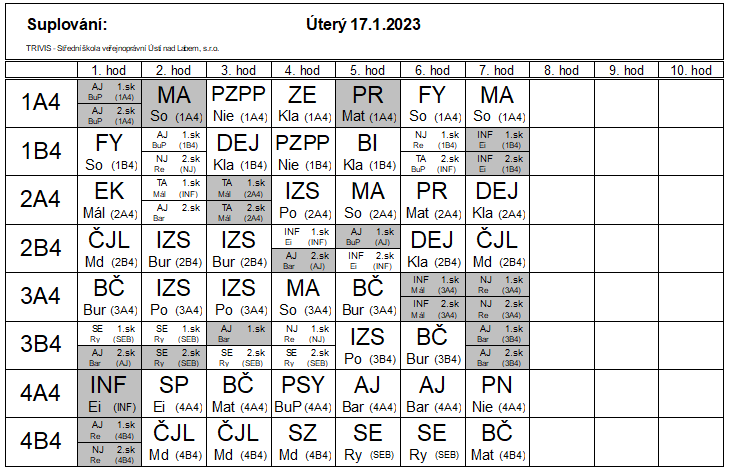 Suplování: Úterý 17.1.2023
TRIVIS - Střední škola veřejnoprávní Ústí nad Labem, s.r.o.
1. hod 2. hod 3. hod 4. hod 5. hod 6. hod 7. hod 8. hod 9. hod 10. hod
1A4
AJ 1.sk
BuP (1A4)
AJ 2.sk
BuP (1A4)
MA
So (1A4)
PZPP
Nie (1A4)
ZE
Kla (1A4)
PR
Mat (1A4)
FY
So (1A4)
MA
So (1A4)
1B4
FY
So (1B4)
AJ 1.sk
BuP (1B4)
NJ 2.sk
Re (NJ)
DEJ
Kla (1B4)
PZPP
Nie (1B4)
BI
Kla (1B4)
NJ 1.sk
Re (1B4)
TA 2.sk
BuP (INF)
INF 1.sk
Ei (1B4)
INF 2.sk
Ei (1B4)
2A4
EK
Mál (2A4)
TA 1.sk
Mál (INF)
AJ 2.sk
Bar
TA 1.sk
Mál (2A4)
TA 2.sk
Mál (2A4)
IZS
Po (2A4)
MA
So (2A4)
PR
Mat (2A4)
DEJ
Kla (2A4)
2B4
ČJL
Md (2B4)
IZS
Bur (2B4)
IZS
Bur (2B4)
INF 1.sk
Ei (INF)
AJ 2.sk
Bar (AJ)
AJ 1.sk
BuP (AJ)
INF 2.sk
Ei (INF)
DEJ
Kla (2B4)
ČJL
Md (2B4)
3A4
BČ
Bur (3A4)
IZS
Po (3A4)
IZS
Po (3A4)
MA
So (3A4)
BČ
Bur (3A4)
INF 1.sk
Mál (3A4)
INF 2.sk
Mál (3A4)
NJ 1.sk
Re (3A4)
NJ 2.sk
Re (3A4)
3B4
SE 1.sk
Ry (SEB)
AJ 2.sk
Bar (AJ)
SE 1.sk
Ry (SEB)
SE 2.sk
Ry (SEB)
AJ 1.sk
Bar
SE 2.sk
Ry (SEB)
NJ 1.sk
Re (NJ)
SE 2.sk
Ry (SEB)
IZS
Po (3B4)
BČ
Bur (3B4)
AJ 1.sk
Bar (3B4)
AJ 2.sk
Bar (3B4)
4A4
INF
Ei (INF)
SP
Ei (4A4)
BČ
Mat (4A4)
PSY
BuP (4A4)
AJ
Bar (4A4)
AJ
Bar (4A4)
PN
Nie (4A4)
4B4
AJ 1.sk
Re (4B4)
NJ 2.sk
Re (4B4)
ČJL
Md (4B4)
ČJL
Md (4B4)
SZ
Md (4B4)
SE
Ry (SEB)
SE
Ry (SEB)
BČ
Mat (4B4)